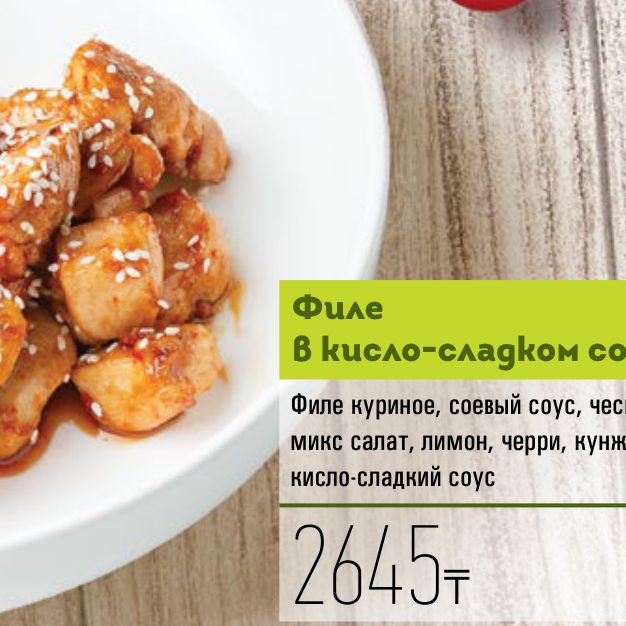 Филе
в кисло-сладком со
Филе куриное, соевый соус, чес
микс салат, лимон, черри, кунж
кисло-сладкий соус
2645₸